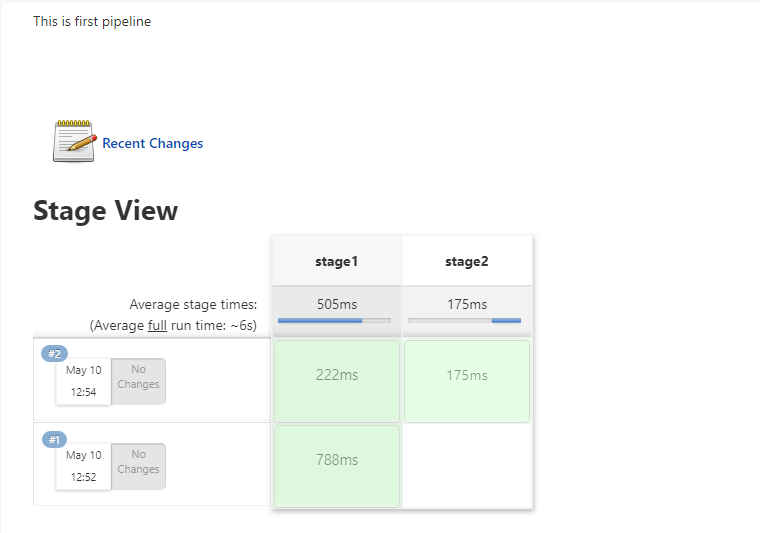 This is first pipeline
Recent Changes
Stage View
stage1 stage2
Average stage times: 505ms 175ms
(Average full run time: ~6s)
#2
May 10 No
12:54 Changes
222ms 175ms
#1
May 10 No
12:52 Changes
788ms